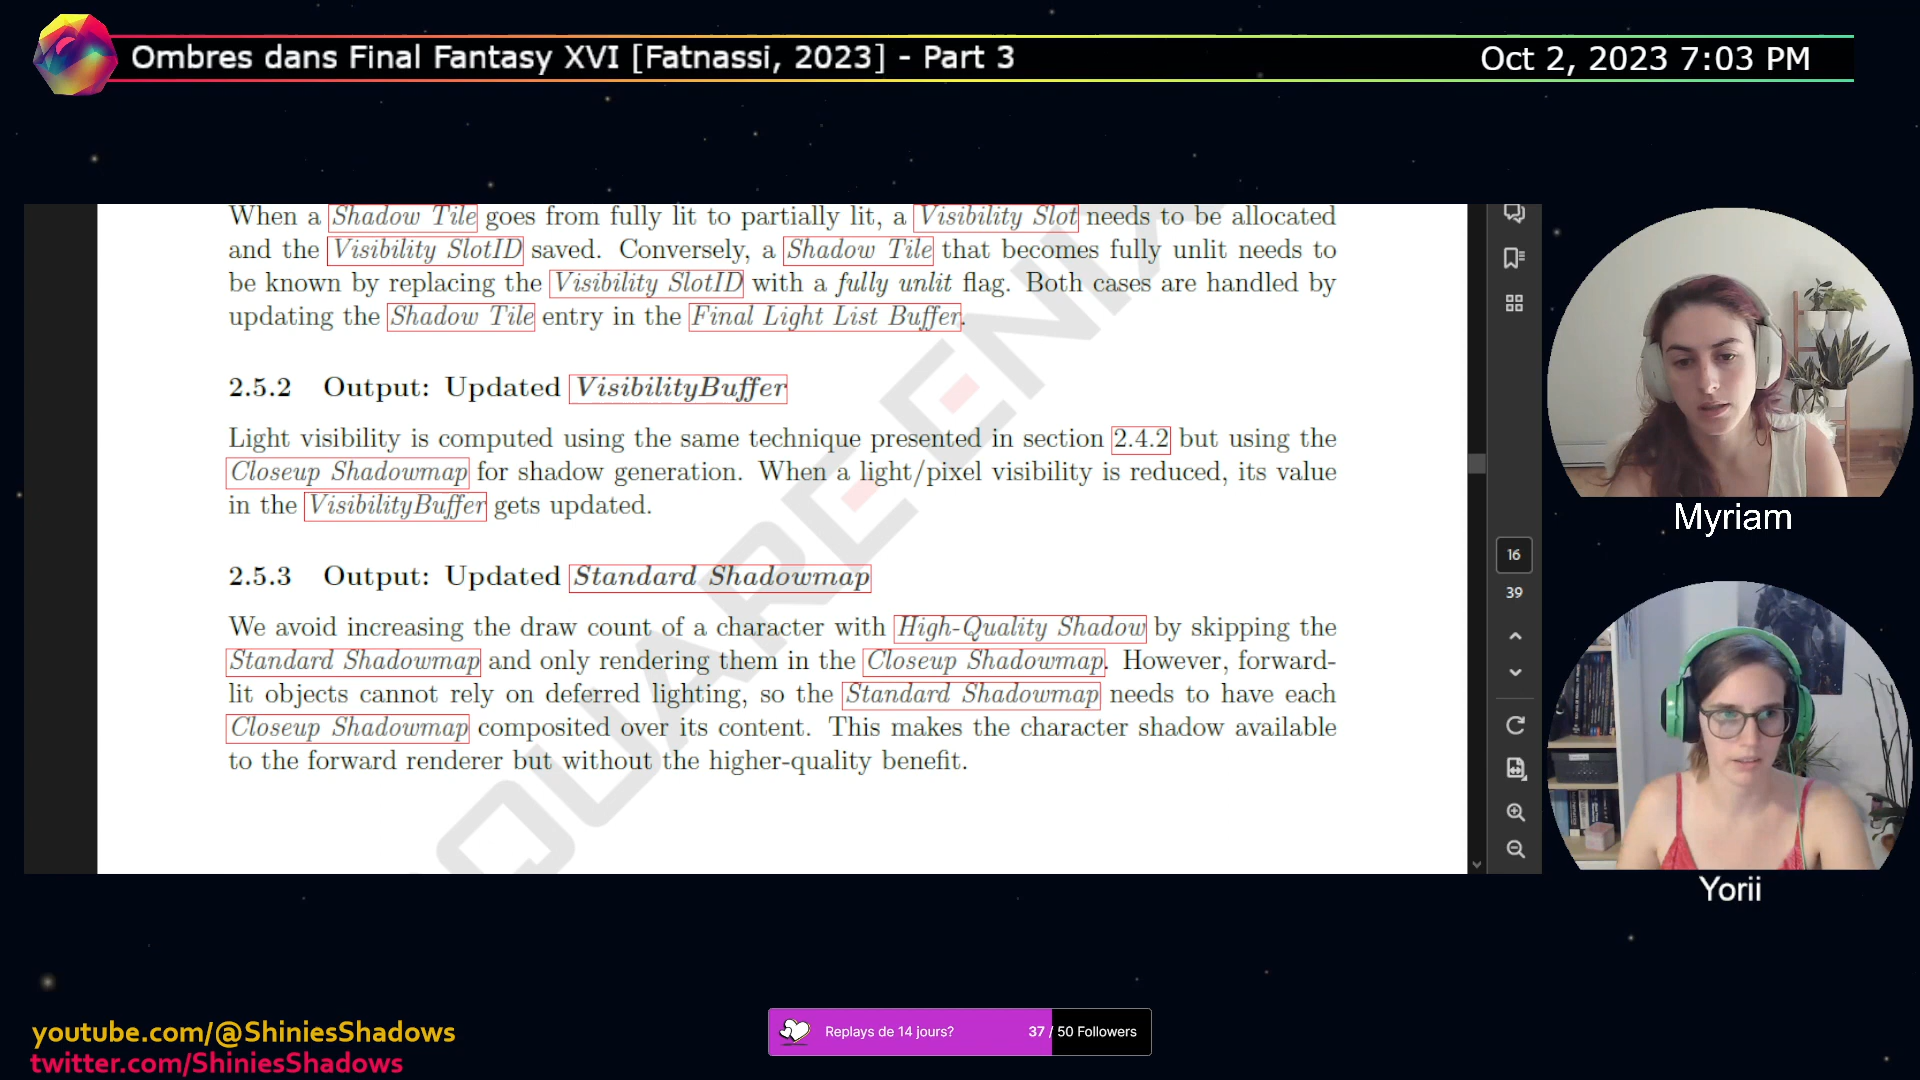 Ombres dans Final Fantasy XVI [Fatnassi, 2023] - Part 3
Oct 2, 2023 7:03 PM
When a Shadow Tile goes from fully lit to partially lit, a Visibility Slot needs to be allocated
and the Visibility SlotID saved. Conversely, a Shadow Tile that becomes fully unlit needs to
be known by replacing the Visibility SlotID with a fully unlit flag. Both cases are handled by
updating the Shadow Tile entry in the Final Light List Buffer.
2.5.2 Output: Updated VisibilityBuffer
Light visibility is computed using the same technique presented in section 2.4.2 but using the
Closeup Shadowmap for shadow generation. When a light/pixel visibility is reduced, its value
in the VisibilityBuffer gets updated.
2.5.3 Output: Updated Standard Shadowmap
We avoid increasing the draw count of a character with High-Quality Shadow by skipping the
Standard Shadowmap and only rendering them in the Closeup Shadowmap. However, forward-
lit objects cannot rely on deferred lighting, so the Standard Shadowmap needs to have each
Closeup Shadowmap composited over its content. This makes the character shadow available
to the forward renderer but without the higher-quality benefit.
QUARE ENIX
16
39
Myriam
Yorii
youtube.com/@ShiniesShadows
twitter.com/ShiniesShadows
Replays de 14 jours? 37 / 50 Followers